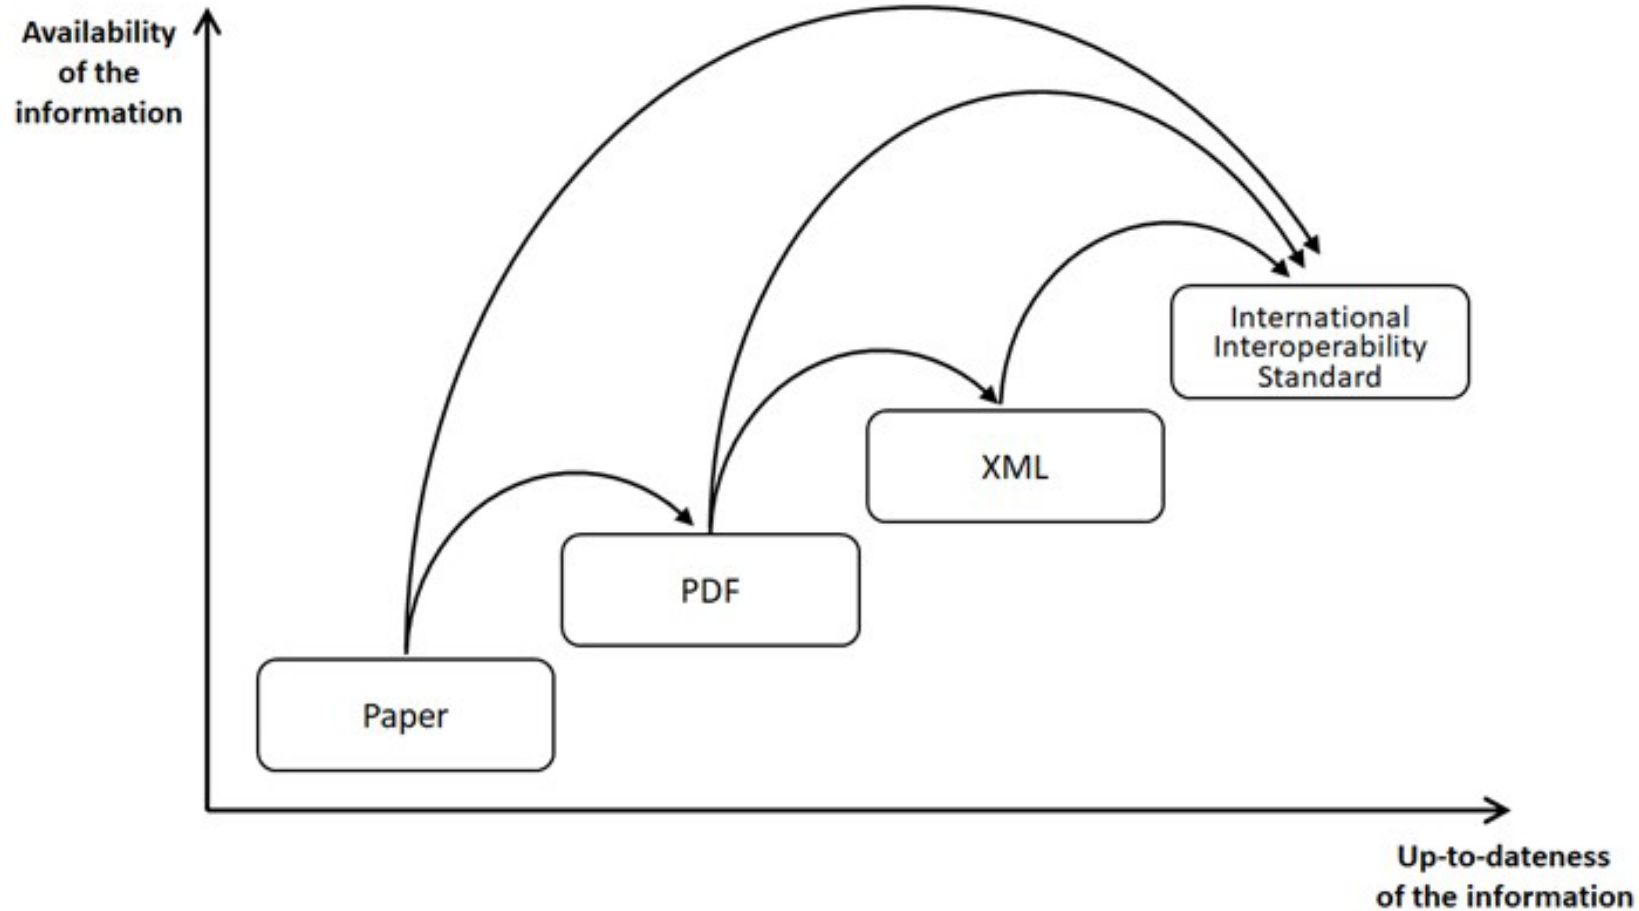 Availability
of the
information
International
Interoperability
Standard
XML
PDF
Paper
Up-to-dateness
of the information